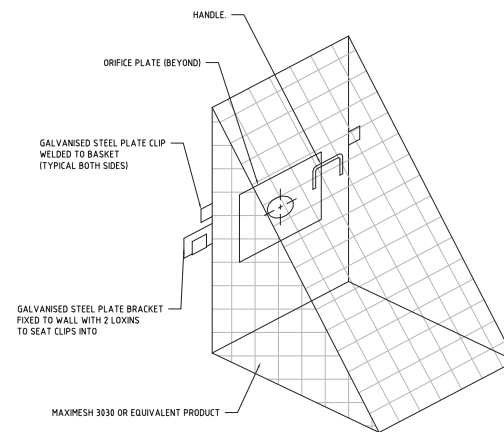 HANDLE.
ORIFICE PLATE (BEYOND)
GALVANISED STEEL PLATE CLIP
WELDED TO BASKET
(TYPICAL BOTH SIDES)
GALVANISED STEEL PLATE BRACKET
FIXED TO WALL WITH 2 LOXINS
TO SEAT CLIPS INTO
MAXIMESH 3030 OR EQUIVALENT PRODUCT